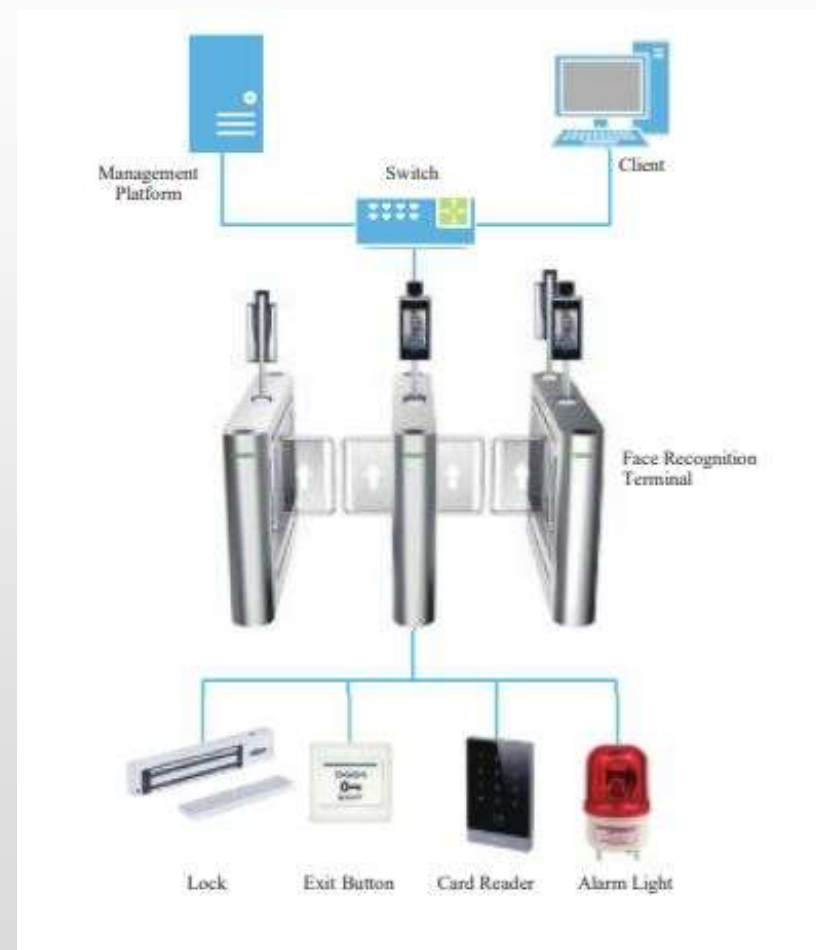 Management
Platform
Switch
Client
Face Recognition
Terminal
Lock
Exit Button
Card Reader
Alarm Light